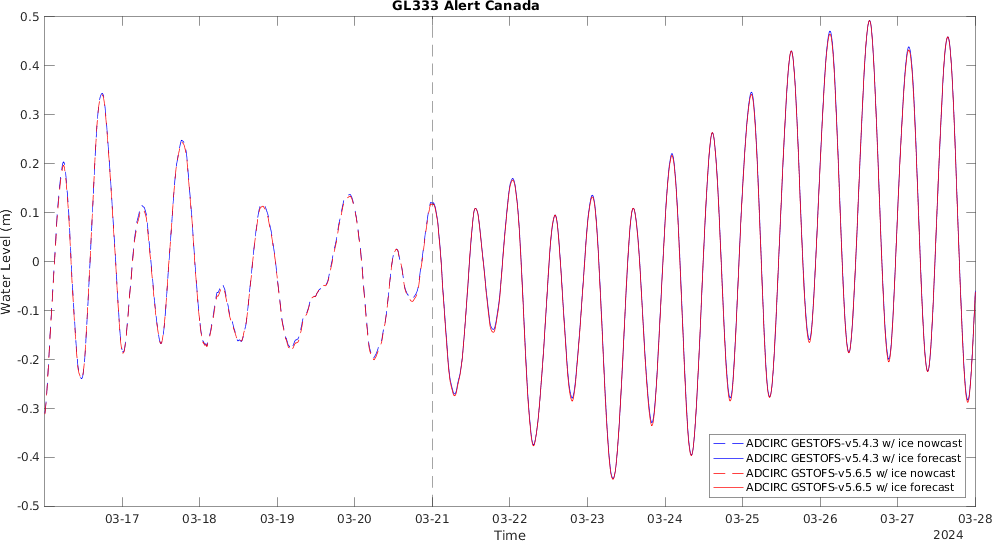 GL333 Alert Canada
0.5
0.4
0.3
0.2
0.1
0
-0.1
-0.2
-0.3
-0.4
-0.5
Water Level (m)
ADCIRC GESTOFS-v5.4.3 w/ ice nowcast
ADCIRC GESTOFS-v5.4.3 w/ ice forecast
ADCIRC GSTOFS-v5.6.5 w/ ice nowcast
ADCIRC GSTOFS-v5.6.5 w/ ice forecast
03-17 03-18 03-19 03-20 03-21 03-22 03-23 03-24 03-25 03-26 03-27 03-28
Time
2024